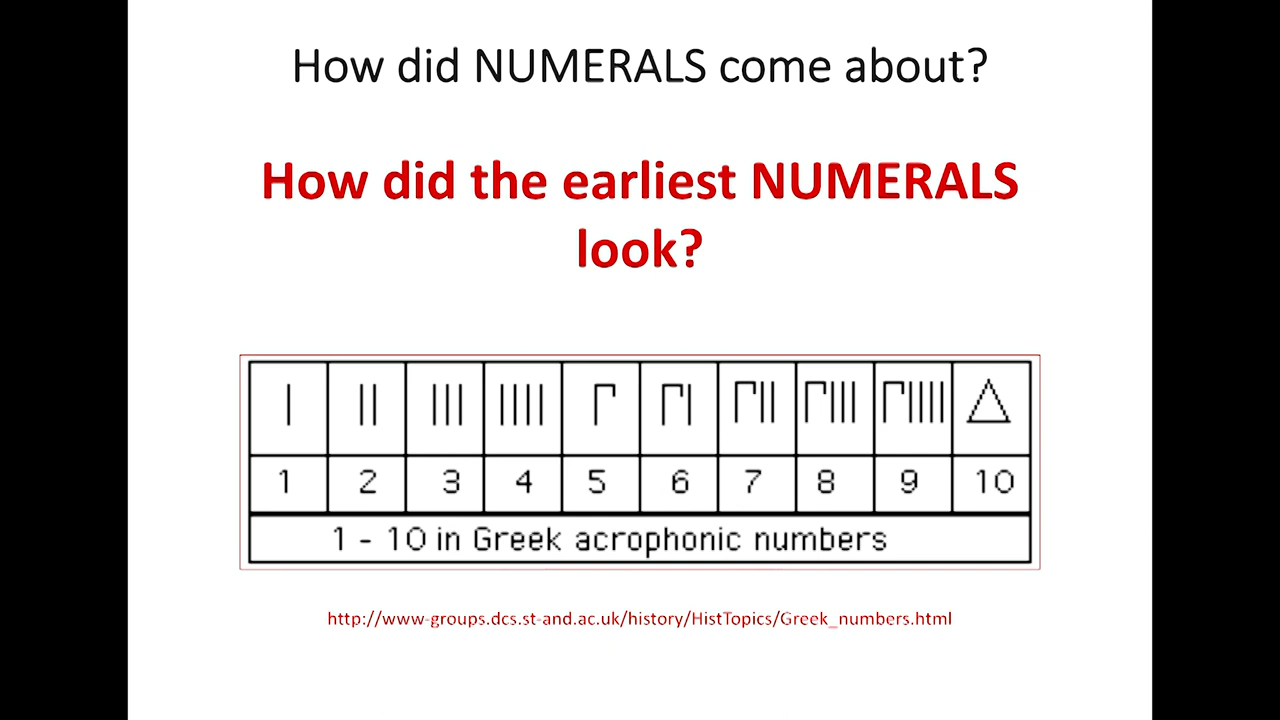 How did NUMERALS come about?
How did the earliest NUMERALS
look?
| || ||| |||| Γ Γ| Γ|| Γ||| Γ|||| Δ
1 2 3 4 5 6 7 8 9 10
1 - 10 in Greek acrophonic numbers
http://www-groups.dcs.st-and.ac.uk/history/HistTopics/Greek_numbers.html